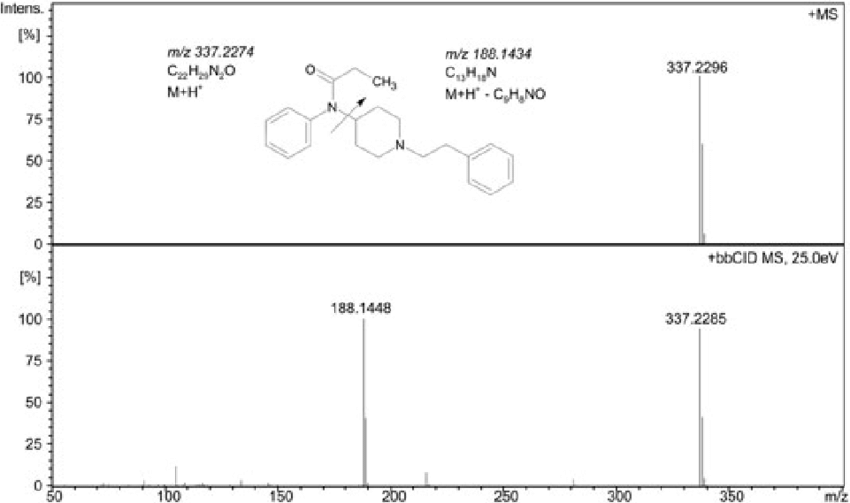 Intens.
[%]
+MS
m/z 337.2274
C₂₂H₂₉N₂O
M+H⁺
m/z 188.1434
C₁₃H₁₈N
M+H⁺ - C₉H₈NO
O
CH₃
N
N
337.2296
100
75
50
25
0
[%]
+bbCID MS, 25.0eV
188.1448
337.2285
100
75
50
25
0
50
100
150
200
250
300
350
m/z